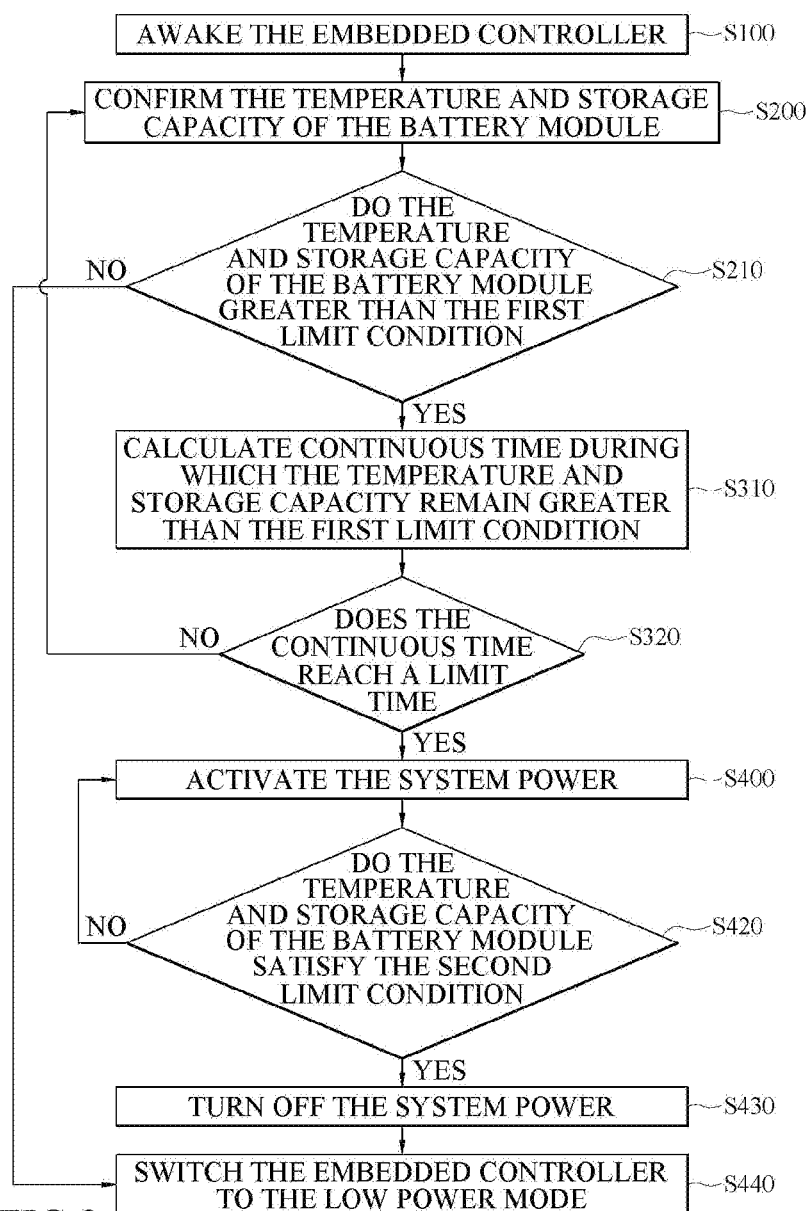 AWAKE THE EMBEDDED CONTROLLER
S100
CONFIRM THE TEMPERATURE AND STORAGE
CAPACITY OF THE BATTERY MODULE
S200
DO THE
TEMPERATURE
AND STORAGE CAPACITY
OF THE BATTERY MODULE
GREATER THAN THE FIRST
LIMIT CONDITION
S210
NO
YES
CALCULATE CONTINUOUS TIME DURING
WHICH THE TEMPERATURE AND
STORAGE CAPACITY REMAIN GREATER
THAN THE FIRST LIMIT CONDITION
S310
DOES THE
CONTINUOUS TIME
REACH A LIMIT
TIME
S320
NO
YES
ACTIVATE THE SYSTEM POWER
S400
DO THE
TEMPERATURE
AND STORAGE CAPACITY
OF THE BATTERY MODULE
SATISFY THE SECOND
LIMIT CONDITION
S420
NO
YES
TURN OFF THE SYSTEM POWER
S430
SWITCH THE EMBEDDED CONTROLLER
TO THE LOW POWER MODE
S440